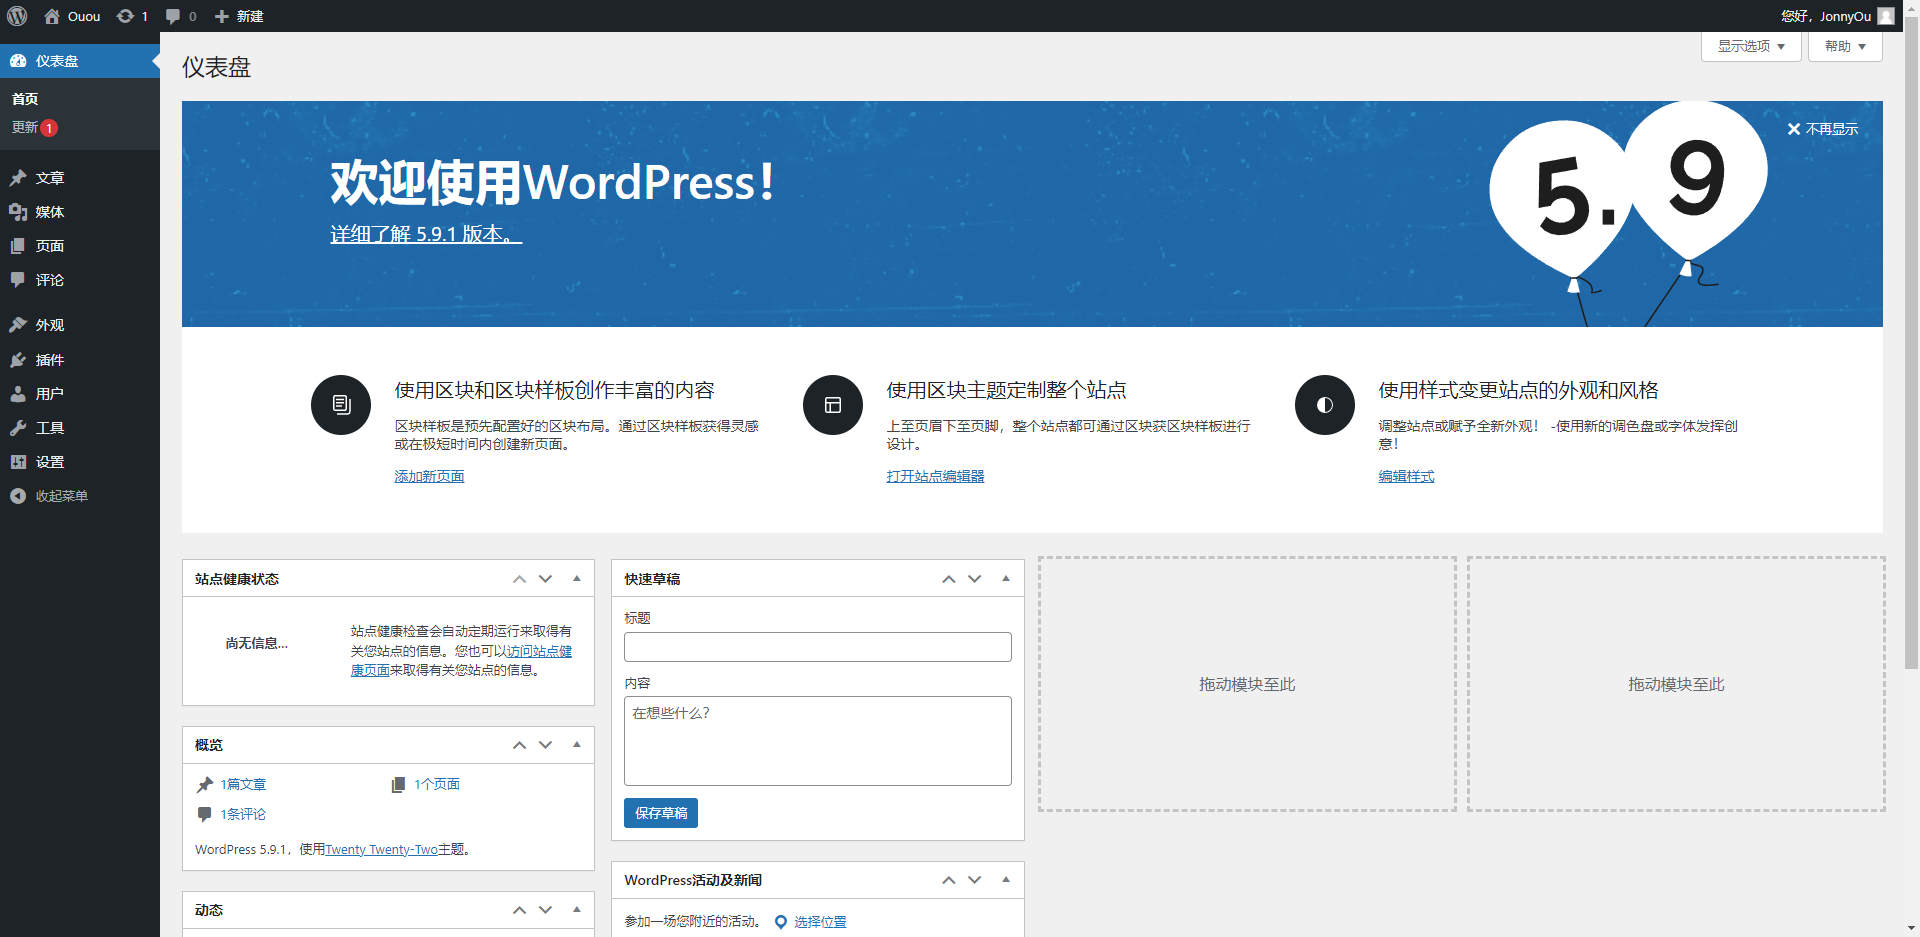 Ouou 1 0 新建
您好，JonnyOu
仪表盘
首页
更新 1
文章
媒体
页面
评论
外观
插件
用户
工具
设置
收起菜单
显示选项
帮助
仪表盘
不再显示
欢迎使用WordPress！
详细了解 5.9.1 版本。
5.9
使用区块和区块样板创作丰富的内容
区块样板是预先配置好的区块布局。通过区块样板获得灵感
或在极短时间内创建新页面。
添加新页面
使用区块主题定制整个站点
上至页眉下至页脚，整个站点都可通过区块获区块样板进行
设计。
打开站点编辑器
使用样式变更站点的外观和风格
调整站点或赋予全新外观！ -使用新的调色盘或字体发挥创
意！
编辑样式
站点健康状态
尚无信息…
站点健康检查会自动定期运行来取得有
关您站点的信息。您也可以访问站点健
康页面来取得有关您站点的信息。
概览
1篇文章
1个页面
1条评论
WordPress 5.9.1，使用Twenty Twenty-Two主题。
动态
快速草稿
标题
内容
在想些什么？
保存草稿
WordPress活动及新闻
参加一场您附近的活动。 选择位置
拖动模块至此
拖动模块至此